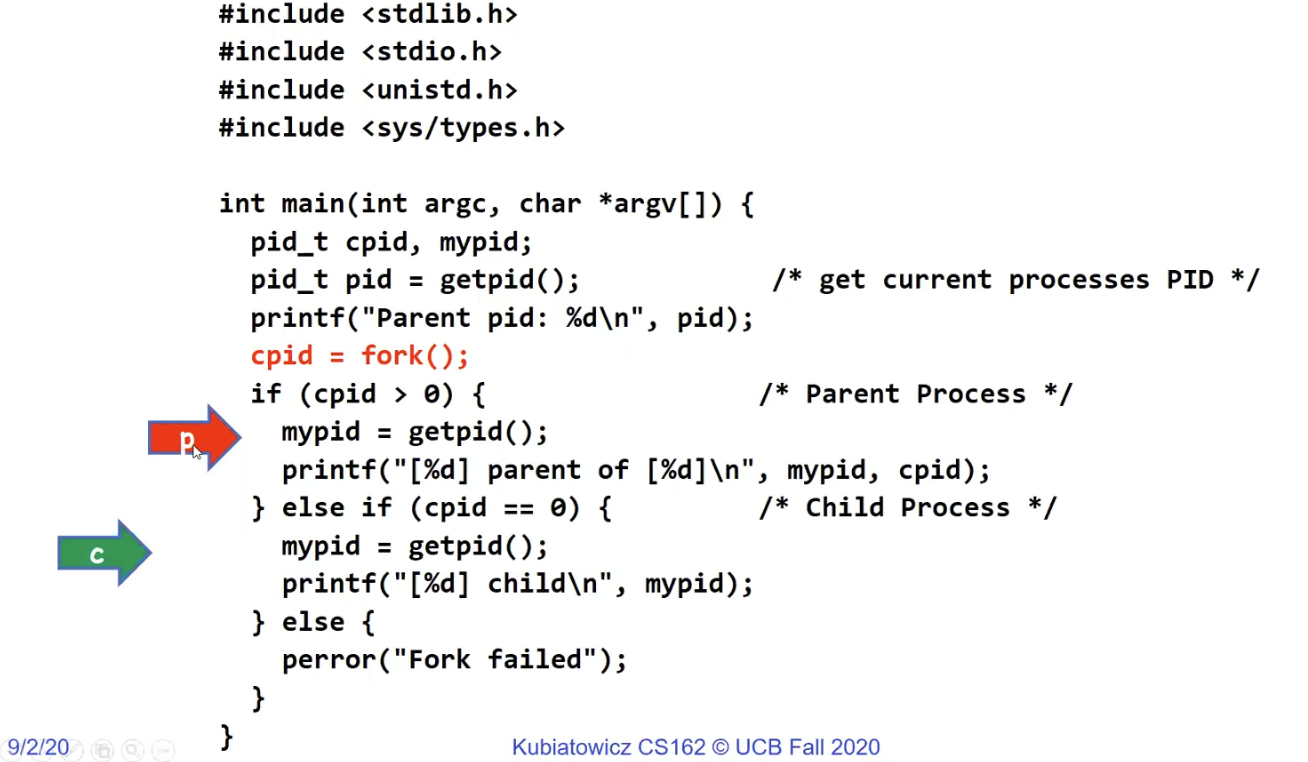 #include <stdlib.h>
#include <stdio.h>
#include <unistd.h>
#include <sys/types.h>
int main(int argc, char *argv[]) {
pid_t cpid, mypid;
pid_t pid = getpid(); /* get current processes PID */
printf("Parent pid: %d\n", pid);
cpid = fork();
if (cpid > 0) { /* Parent Process */
p
mypid = getpid();
printf("[%d] parent of [%d]\n", mypid, cpid);
} else if (cpid == 0) { /* Child Process */
c
mypid = getpid();
printf("[%d] child\n", mypid);
} else {
perror("Fork failed");
}
}
9/2/20
Kubiatowicz CS162 © UCB Fall 2020